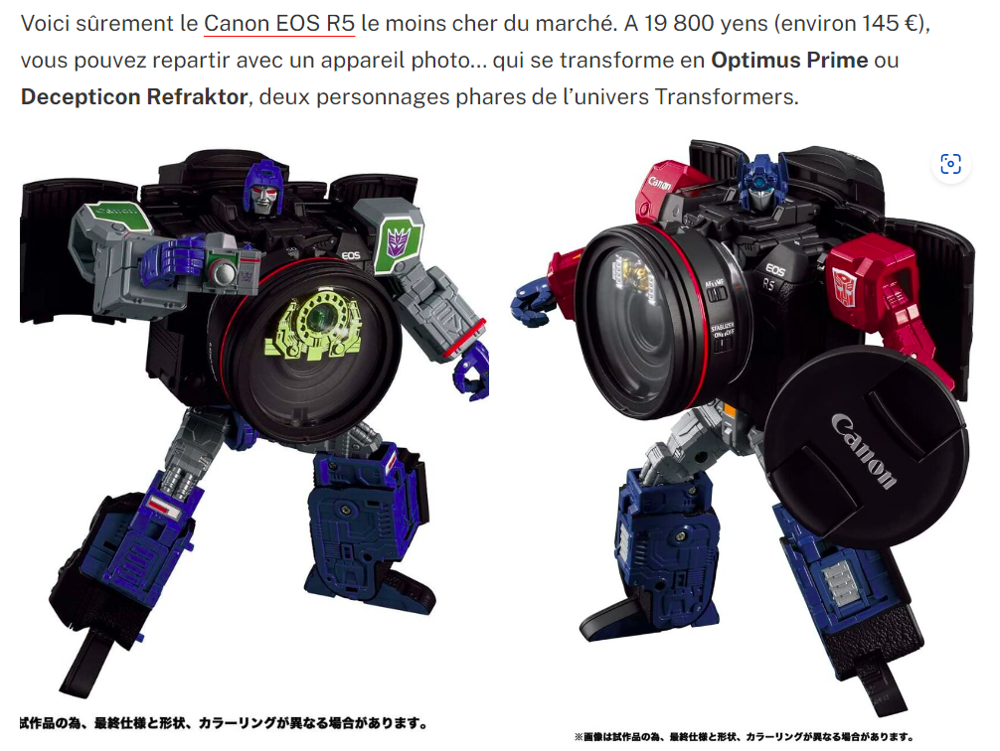 Voici sûrement le Canon EOS R5 le moins cher du marché. A 19 800 yens (environ 145 €),
vous pouvez repartir avec un appareil photo... qui se transforme en Optimus Prime ou
Decepticon Refraktor, deux personnages phares de l'univers Transformers.
Canon
EOS
Canon
EOS
R5
AF MF
STABILIZER
ON OFF
Canon
試作品の為、最終仕様と形状、カラーリングが異なる場合があります。
※画像は試作品の為、最終仕様と形状、カラーリングが異なる場合があります。